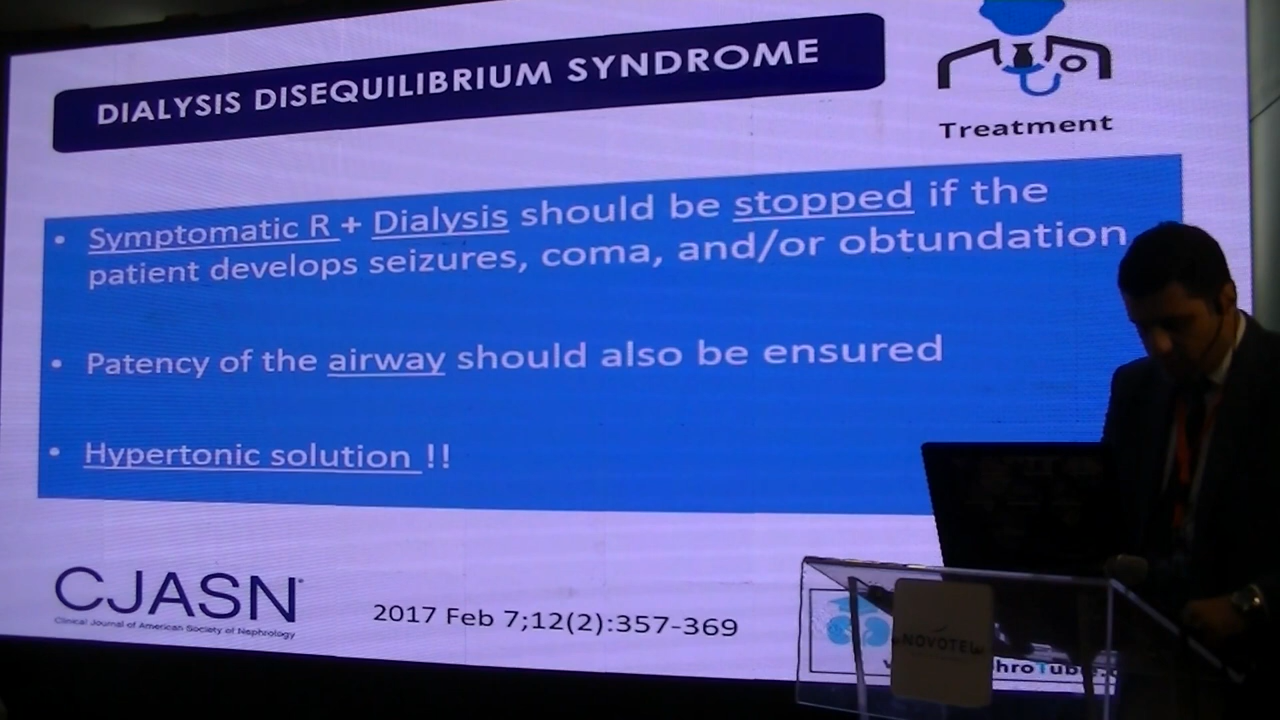 DIALYSIS DISEQUILIBRIUM SYNDROME
Treatment
• Symptomatic R + Dialysis should be stopped if the
patient develops seizures, coma, and/or obtundation
• Patency of the airway should also be ensured
• Hypertonic solution !!
CJASN
Clinical Journal of American Society of Nephrology
2017 Feb 7;12(2):357-369
NOVOTEL